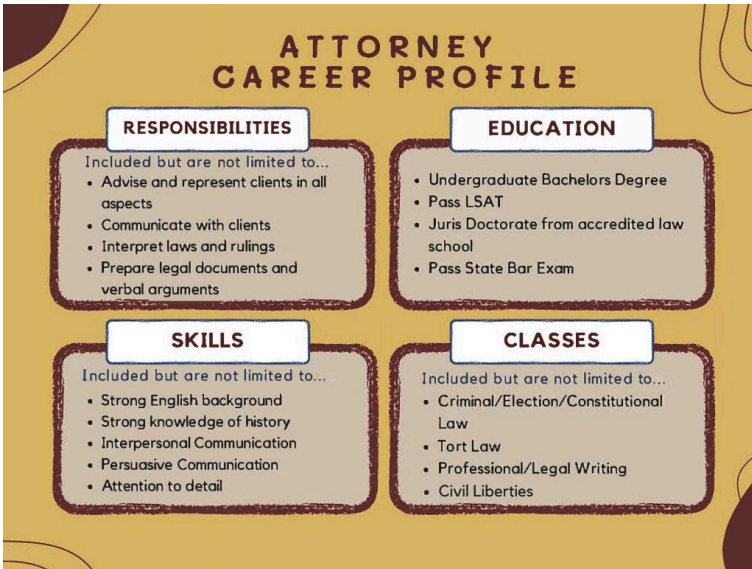 ATTORNEY
CAREER PROFILE
RESPONSIBILITIES
Included but are not limited to...
• Advise and represent clients in all
aspects
• Communicate with clients
• Interpret laws and rulings
• Prepare legal documents and
verbal arguments
EDUCATION
• Undergraduate Bachelors Degree
• Pass LSAT
• Juris Doctorate from accredited law
school
• Pass State Bar Exam
SKILLS
Included but are not limited to...
• Strong English background
• Strong knowledge of history
• Interpersonal Communication
• Persuasive Communication
• Attention to detail
CLASSES
Included but are not limited to...
• Criminal/Election/Constitutional
Law
• Tort Law
• Professional/Legal Writing
• Civil Liberties